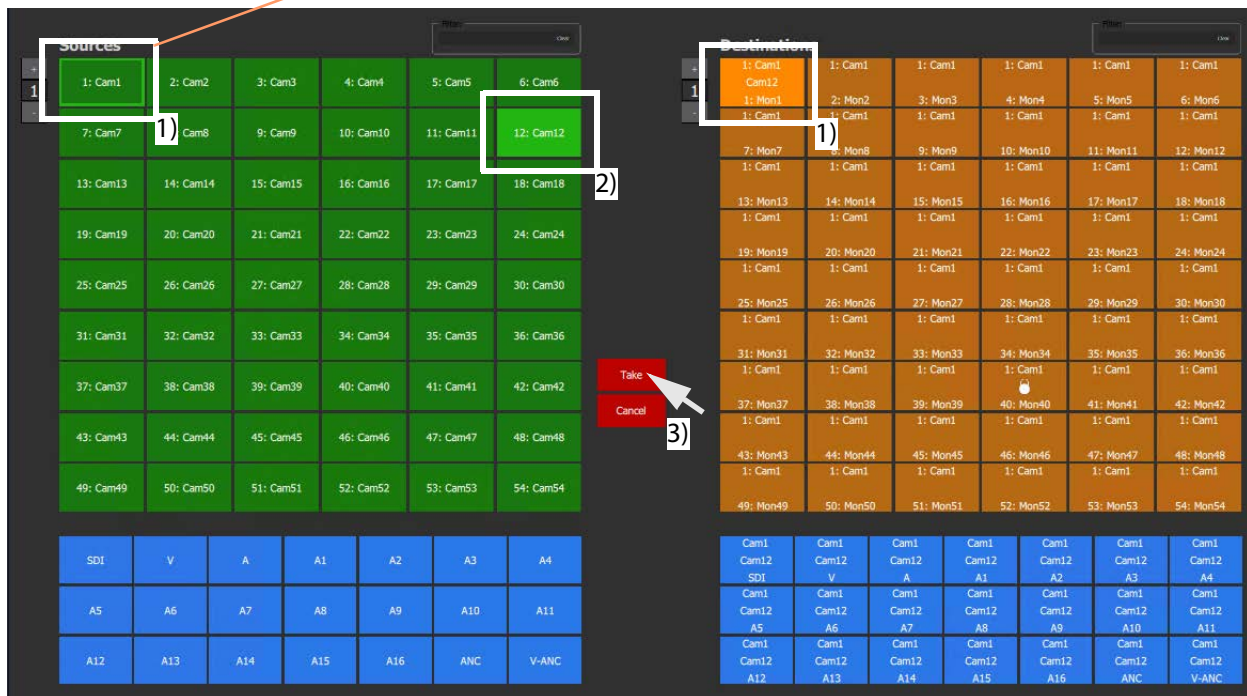 Sources
Filter
Clear
+
1
-
1: Cam1
2: Cam2
3: Cam3
4: Cam4
5: Cam5
6: Cam6
1)
7: Cam7
Cam8
9: Cam9
10: Cam10
11: Cam11
12: Cam12
2)
13: Cam13
14: Cam14
15: Cam15
16: Cam16
17: Cam17
18: Cam18
19: Cam19
20: Cam20
21: Cam21
22: Cam22
23: Cam23
24: Cam24
25: Cam25
26: Cam26
27: Cam27
28: Cam28
29: Cam29
30: Cam30
31: Cam31
32: Cam32
33: Cam33
34: Cam34
35: Cam35
36: Cam36
37: Cam37
38: Cam38
39: Cam39
40: Cam40
41: Cam41
42: Cam42
43: Cam43
44: Cam44
45: Cam45
46: Cam46
47: Cam47
48: Cam48
49: Cam49
50: Cam50
51: Cam51
52: Cam52
53: Cam53
54: Cam54
SDI
V
A
A1
A2
A3
A4
A5
A6
A7
A8
A9
A10
A11
A12
A13
A14
A15
A16
ANC
V-ANC
Take
Cancel
3)
Destinations
Filter
Clear
+
1
-
1: Cam1
Cam12
1: Mon1
1: Cam1
2: Mon2
1: Cam1
3: Mon3
1: Cam1
4: Mon4
1: Cam1
5: Mon5
1: Cam1
6: Mon6
1)
1: Cam1
7: Mon7
1: Cam1
8: Mon8
1: Cam1
9: Mon9
1: Cam1
10: Mon10
1: Cam1
11: Mon11
1: Cam1
12: Mon12
1: Cam1
13: Mon13
1: Cam1
14: Mon14
1: Cam1
15: Mon15
1: Cam1
16: Mon16
1: Cam1
17: Mon17
1: Cam1
18: Mon18
1: Cam1
19: Mon19
1: Cam1
20: Mon20
1: Cam1
21: Mon21
1: Cam1
22: Mon22
1: Cam1
23: Mon23
1: Cam1
24: Mon24
1: Cam1
25: Mon25
1: Cam1
26: Mon26
1: Cam1
27: Mon27
1: Cam1
28: Mon28
1: Cam1
29: Mon29
1: Cam1
30: Mon30
1: Cam1
31: Mon31
1: Cam1
32: Mon32
1: Cam1
33: Mon33
1: Cam1
34: Mon34
1: Cam1
35: Mon35
1: Cam1
36: Mon36
1: Cam1
37: Mon37
1: Cam1
38: Mon38
1: Cam1
39: Mon39
1: Cam1
40: Mon40
1: Cam1
41: Mon41
1: Cam1
42: Mon42
1: Cam1
43: Mon43
1: Cam1
44: Mon44
1: Cam1
45: Mon45
1: Cam1
46: Mon46
1: Cam1
47: Mon47
1: Cam1
48: Mon48
1: Cam1
49: Mon49
1: Cam1
50: Mon50
1: Cam1
51: Mon51
1: Cam1
52: Mon52
1: Cam1
53: Mon53
1: Cam1
54: Mon54
Cam1
Cam12
SDI
Cam1
Cam12
V
Cam1
Cam12
A
Cam1
Cam12
A1
Cam1
Cam12
A2
Cam1
Cam12
A3
Cam1
Cam12
A4
Cam1
Cam12
A5
Cam1
Cam12
A6
Cam1
Cam12
A7
Cam1
Cam12
A8
Cam1
Cam12
A9
Cam1
Cam12
A10
Cam1
Cam12
A11
Cam1
Cam12
A12
Cam1
Cam12
A13
Cam1
Cam12
A14
Cam1
Cam12
A15
Cam1
Cam12
A16
Cam1
Cam12
ANC
Cam1
Cam12
V-ANC